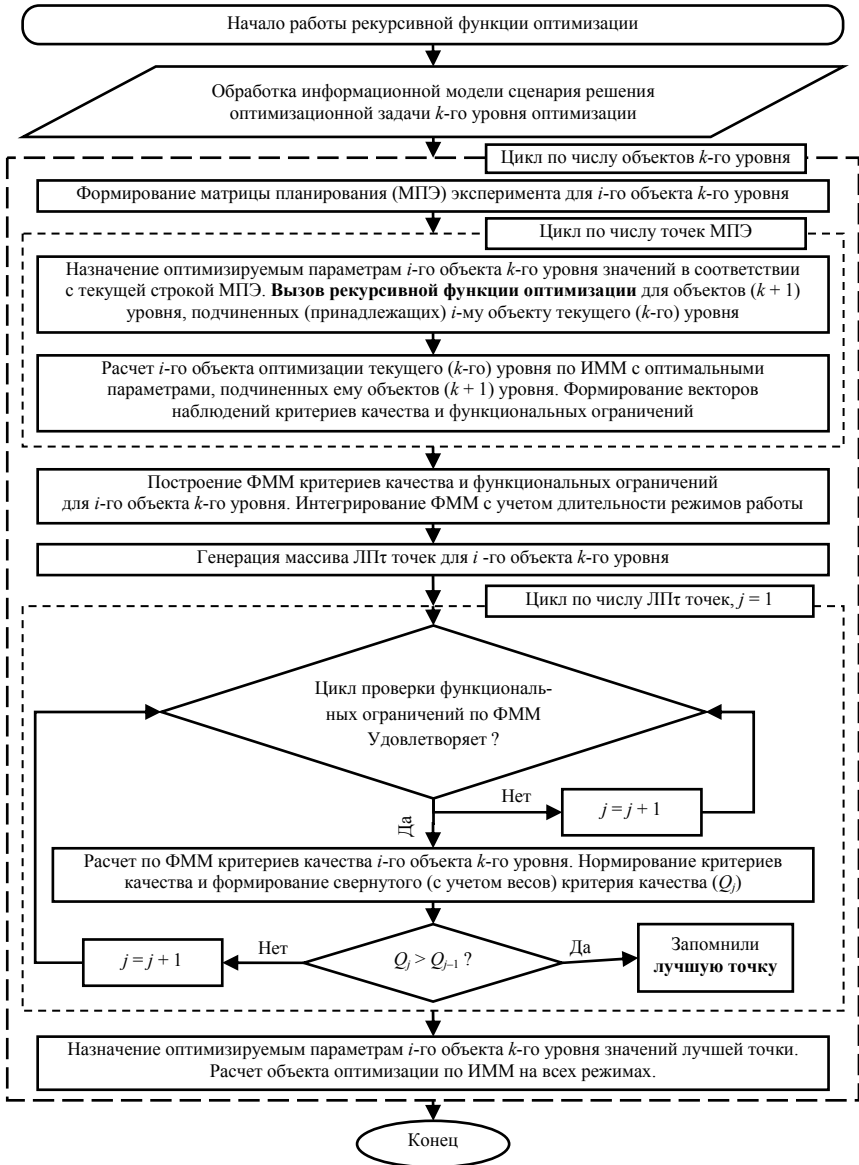 Начало работы рекурсивной функции оптимизации
Обработка информационной модели сценария решения
оптимизационной задачи k-го уровня оптимизации
Цикл по числу объектов k-го уровня
Формирование матрицы планирования (МПЭ) эксперимента для i-го объекта k-го уровня
Цикл по числу точек МПЭ
Назначение оптимизируемым параметрам i-го объекта k-го уровня значений в соответствии
с текущей строкой МПЭ. Вызов рекурсивной функции оптимизации для объектов (k + 1)
уровня, подчиненных (принадлежащих) i-му объекту текущего (k-го) уровня
Расчет i-го объекта оптимизации текущего (k-го) уровня по ИММ с оптимальными
параметрами, подчиненных ему объектов (k + 1) уровня. Формирование векторов
наблюдений критериев качества и функциональных ограничений
Построение ФММ критериев качества и функциональных ограничений
для i-го объекта k-го уровня. Интегрирование ФММ с учетом длительности режимов работы
Генерация массива ЛПτ точек для i -го объекта k-го уровня
Цикл по числу ЛПτ точек, j = 1
Цикл проверки функциональ-
ных ограничений по ФММ
Удовлетворяет ?
Нет
j = j + 1
Да
Расчет по ФММ критериев качества i-го объекта k-го уровня. Нормирование критериев
качества и формирование свернутого (с учетом весов) критерия качества (Qj)
j = j + 1
Нет
Qj > Qj–1 ?
Да
Запомнили
лучшую точку
Назначение оптимизируемым параметрам i-го объекта k-го уровня значений лучшей точки.
Расчет объекта оптимизации по ИММ на всех режимах.
Конец